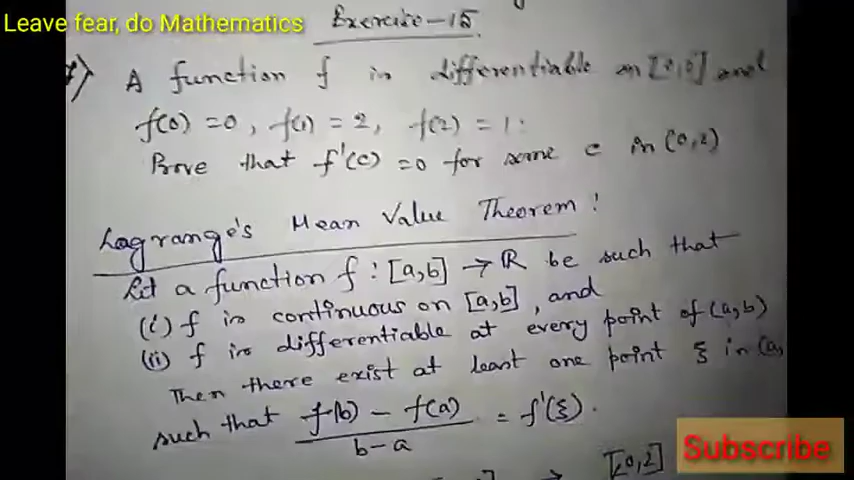 Leave fear, do Mathematics
Exercise-15
7) A function f is differentiable on [0,2] and
f(0) = 0, f(1) = 2, f(2) = 1.
Prove that f'(c) = 0 for some c in (0,2)
Lagrange's Mean Value Theorem:
Let a function f : [a,b] → ℝ be such that
(i) f is continuous on [a,b], and
(ii) f is differentiable at every point of (a,b)
Then there exist at least one point ξ in (a,
such that f(b) - f(a) / b-a = f'(ξ).
→ [0,2]
Subscribe